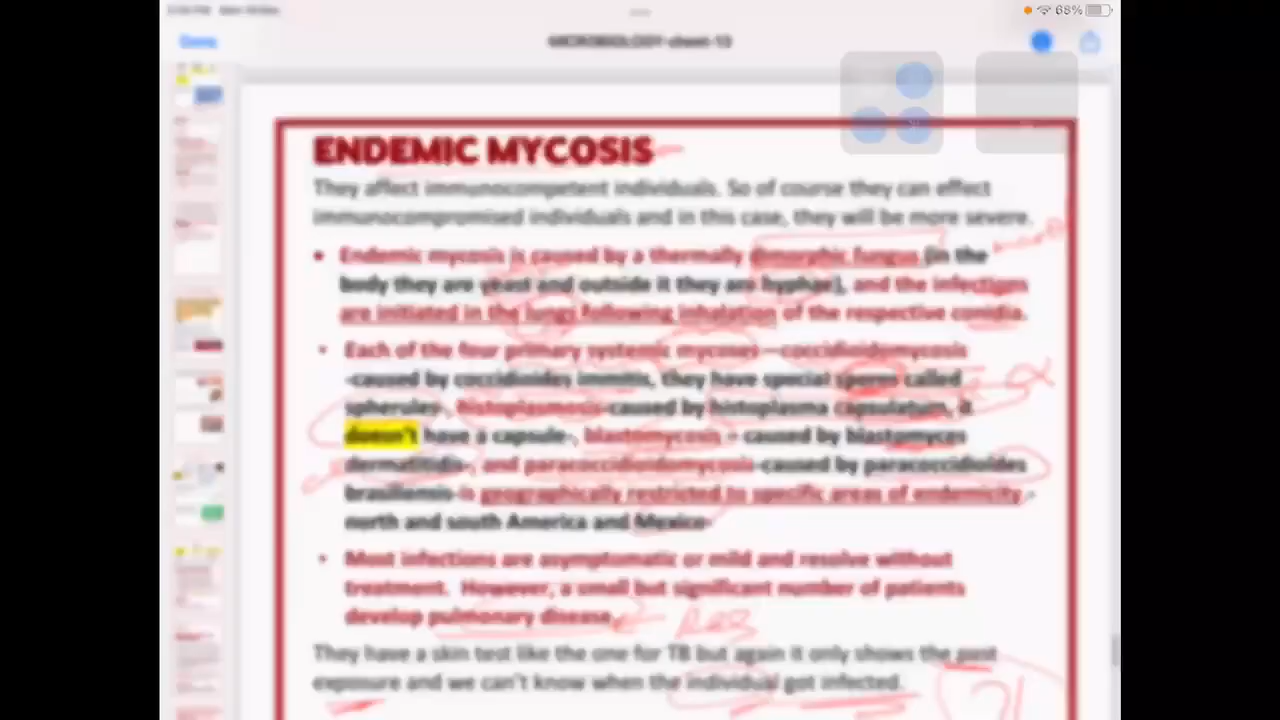 68%
Done
MICROBIOLOGY-sheet-13
ENDEMIC MYCOSIS
They affect immunocompetent individuals. So of course they can effect
immunocompromised individuals and in this case, they will be more severe.
• Endemic mycosis is caused by a thermally dimorphic fungus (in the
body they are yeast and outside it they are hyphae), and the infections
are initiated in the lungs following inhalation of the respective conidia.
• Each of the four primary systemic mycoses—coccidioidomycosis
-caused by coccidioides immitis, they have special sperms called
spherules-, histoplasmosis-caused by histoplasma capsulatum, it
doesn't have a capsule-, blastomycosis - caused by blastomyces
dermatitidis-, and paracoccidioidomycosis-caused by paracoccidioides
brasiliensis-is geographically restricted to specific areas of endemicity -
north and south America and Mexico-
• Most infections are asymptomatic or mild and resolve without
treatment. However, a small but significant number of patients
develop pulmonary disease.
They have a skin test like the one for TB but again it only shows the past
exposure and we can't know when the individual got infected.